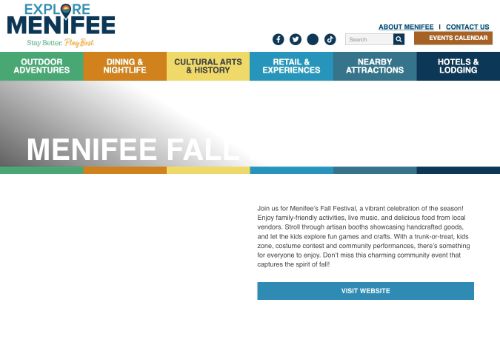 EXPLORE
MENIFEE
Stay Better. Play Best.
ABOUT MENIFEE | CONTACT US
Search
EVENTS CALENDAR
OUTDOOR
ADVENTURES
DINING &
NIGHTLIFE
CULTURAL ARTS
& HISTORY
RETAIL &
EXPERIENCES
NEARBY
ATTRACTIONS
HOTELS &
LODGING
MENIFEE FALL
Join us for Menifee's Fall Festival, a vibrant celebration of the season!
Enjoy family-friendly activities, live music, and delicious food from local
vendors. Stroll through artisan booths showcasing handcrafted goods,
and let the kids explore fun games and crafts. With a trunk-or-treat, kids
zone, costume contest and community performances, there's something
for everyone to enjoy. Don't miss this charming community event that
captures the spirit of fall!
VISIT WEBSITE